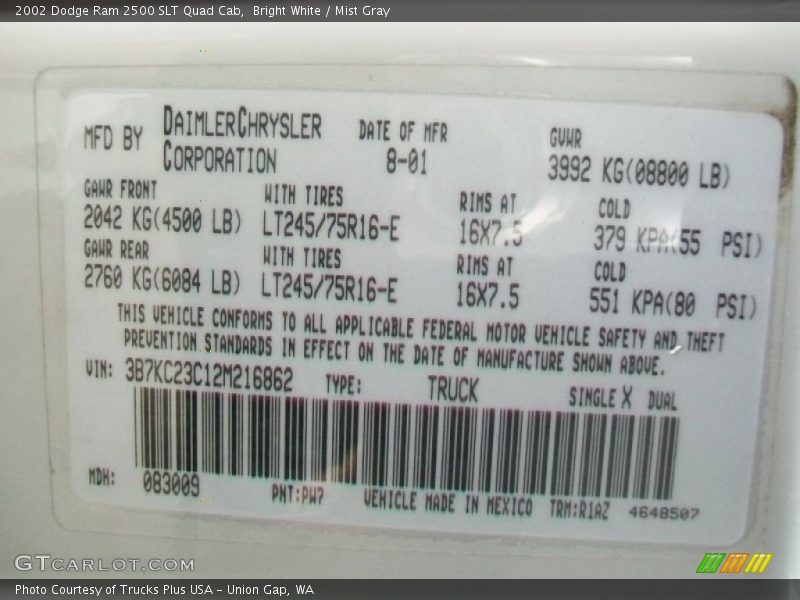 2002 Dodge Ram 2500 SLT Quad Cab,  Bright White / Mist Gray
MFD BY DAIMLERCHRYSLER CORPORATION
DATE OF MFR 8-01
GVWR 3992 KG(08800 LB)
GAWR FRONT WITH TIRES RIMS AT COLD
2042 KG(4500 LB) LT245/75R16-E 16X7.5 379 KPA(55 PSI)
GAWR REAR WITH TIRES RIMS AT COLD
2760 KG(6084 LB) LT245/75R16-E 16X7.5 551 KPA(80 PSI)
THIS VEHICLE CONFORMS TO ALL APPLICABLE FEDERAL MOTOR VEHICLE SAFETY AND THEFT
PREVENTION STANDARDS IN EFFECT ON THE DATE OF MANUFACTURE SHOWN ABOVE.
VIN: 3B7KC23C12M216862 TYPE: TRUCK SINGLE X DUAL
MDH: 083009 PNT:PW7 VEHICLE MADE IN MEXICO TRM:R1AZ 4648507
GTCARLOT.COM
Photo Courtesy of Trucks Plus USA – Union Gap, WA